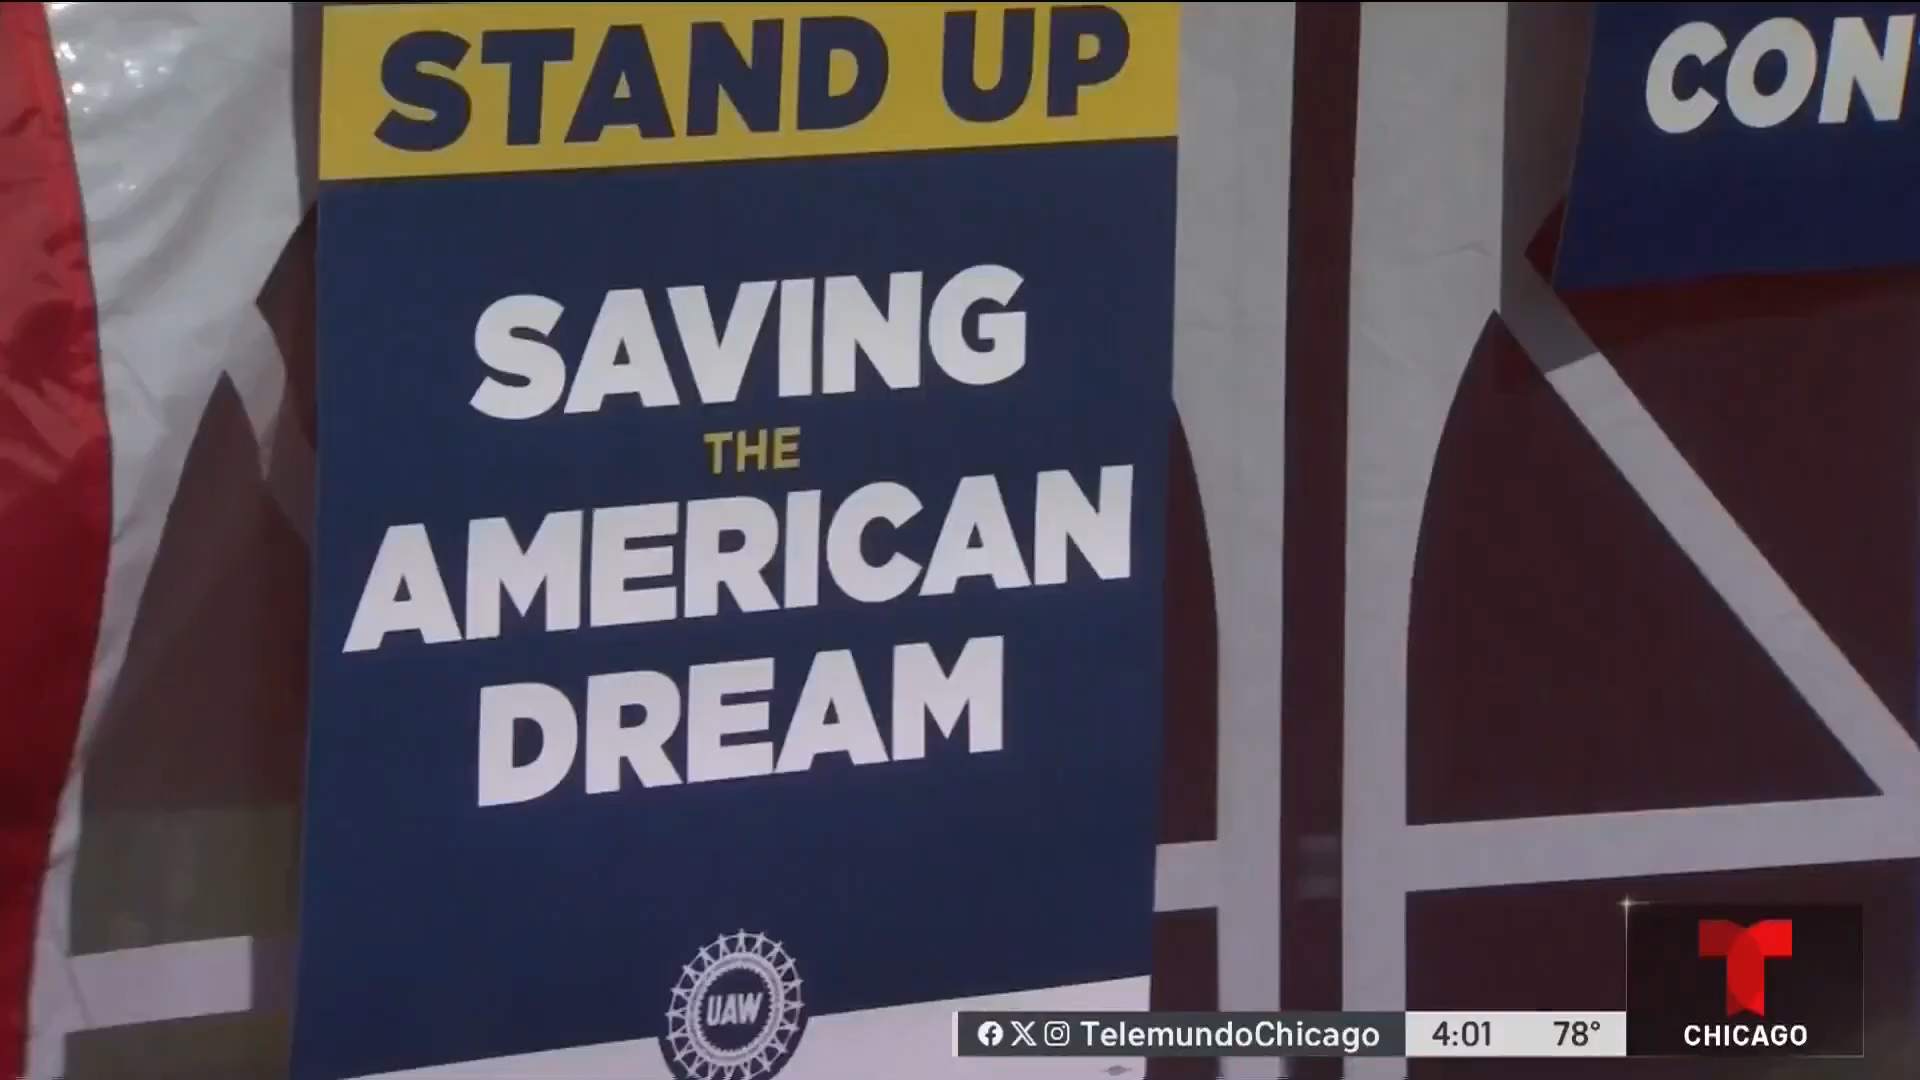 STAND UP
CON
SAVING
THE
AMERICAN
DREAM
UAW
TelemundoChicago
4:01 78°
CHICAGO